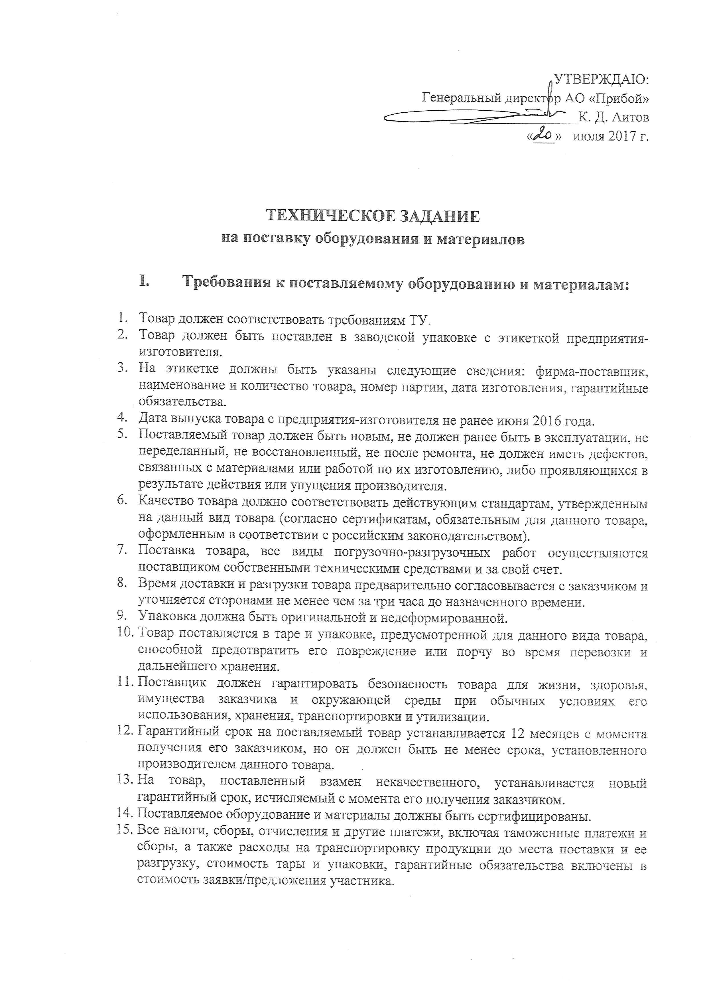 УТВЕРЖДАЮ:
Генеральный директор АО «Прибой»
К. Д. Аитов
«20» июля 2017 г.
ТЕХНИЧЕСКОЕ ЗАДАНИЕ
на поставку оборудования и материалов
I. Требования к поставляемому оборудованию и материалам:
1. Товар должен соответствовать требованиям ТУ.
2. Товар должен быть поставлен в заводской упаковке с этикеткой предприятия-
изготовителя.
3. На этикетке должны быть указаны следующие сведения: фирма-поставщик,
наименование и количество товара, номер партии, дата изготовления, гарантийные
обязательства.
4. Дата выпуска товара с предприятия-изготовителя не ранее июня 2016 года.
5. Поставляемый товар должен быть новым, не должен ранее быть в эксплуатации, не
переделанный, не восстановленный, не после ремонта, не должен иметь дефектов,
связанных с материалами или работой по их изготовлению, либо проявляющихся в
результате действия или упущения производителя.
6. Качество товара должно соответствовать действующим стандартам, утвержденным
на данный вид товара (согласно сертификатам, обязательным для данного товара,
оформленным в соответствии с российским законодательством).
7. Поставка товара, все виды погрузочно-разгрузочных работ осуществляются
поставщиком собственными техническими средствами и за свой счет.
8. Время доставки и разгрузки товара предварительно согласовывается с заказчиком и
уточняется сторонами не менее чем за три часа до назначенного времени.
9. Упаковка должна быть оригинальной и недеформированной.
10. Товар поставляется в таре и упаковке, предусмотренной для данного вида товара,
способной предотвратить его повреждение или порчу во время перевозки и
дальнейшего хранения.
11. Поставщик должен гарантировать безопасность товара для жизни, здоровья,
имущества заказчика и окружающей среды при обычных условиях его
использования, хранения, транспортировки и утилизации.
12. Гарантийный срок на поставляемый товар устанавливается 12 месяцев с момента
получения его заказчиком, но он должен быть не менее срока, установленного
производителем данного товара.
13. На товар, поставленный взамен некачественного, устанавливается новый
гарантийный срок, исчисляемый с момента его получения заказчиком.
14. Поставляемое оборудование и материалы должны быть сертифицированы.
15. Все налоги, сборы, отчисления и другие платежи, включая таможенные платежи и
сборы, а также расходы на транспортировку продукции до места поставки и ее
разгрузку, стоимость тары и упаковки, гарантийные обязательства включены в
стоимость заявки/предложения участника.